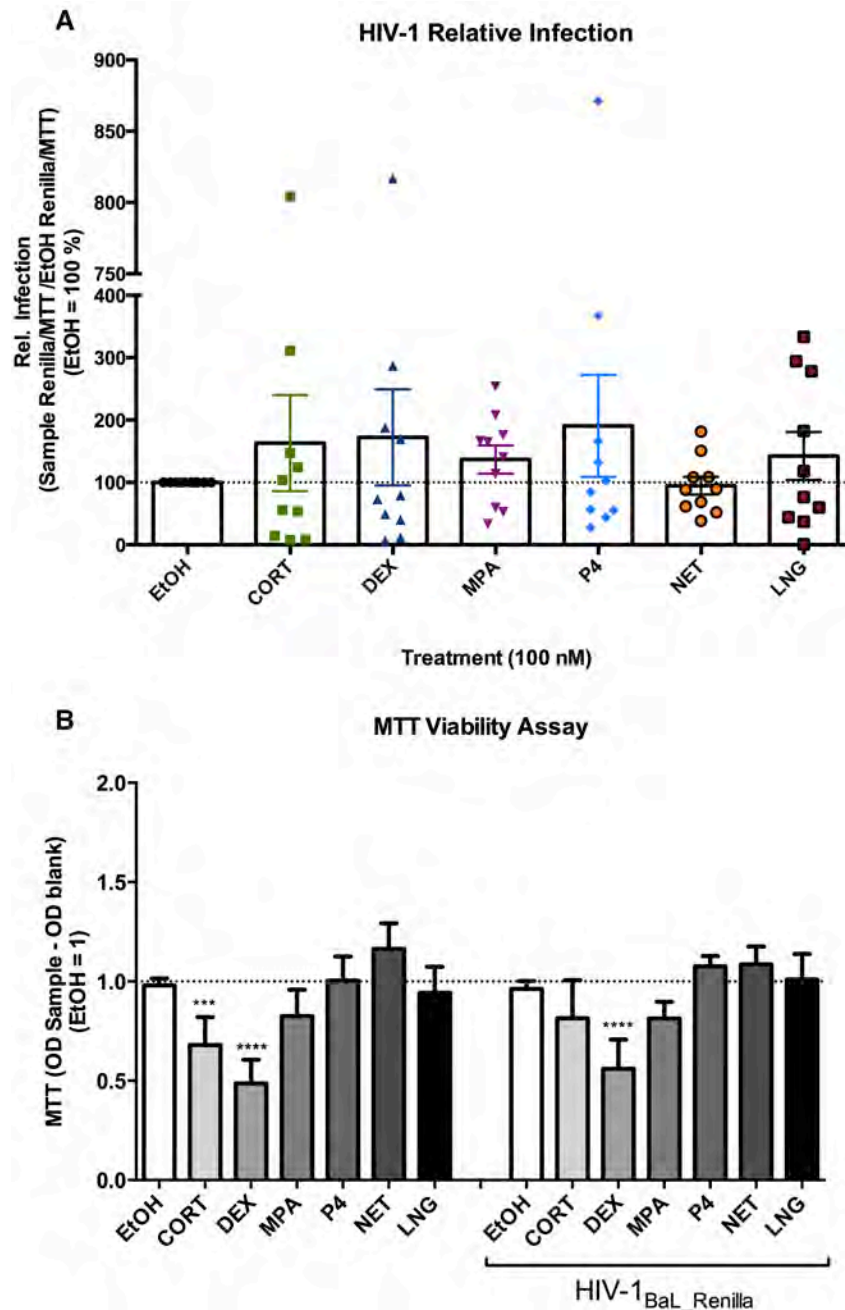 A
HIV-1 Relative Infection
Rel. Infection
(Sample Renilla/MTT /EtOH Renilla/MTT)
(EtOH = 100 %)
900
850
800
750
400
300
200
100
0
EtOH
CORT
DEX
MPA
P4
NET
LNG
Treatment (100 nM)
B
MTT Viability Assay
MTT (OD Sample - OD blank)
(EtOH = 1)
2.0
1.5
1.0
0.5
0.0
***
****
****
EtOH
CORT
DEX
MPA
P4
NET
LNG
EtOH
CORT
DEX
MPA
P4
NET
LNG
HIV-1BaL_Renilla